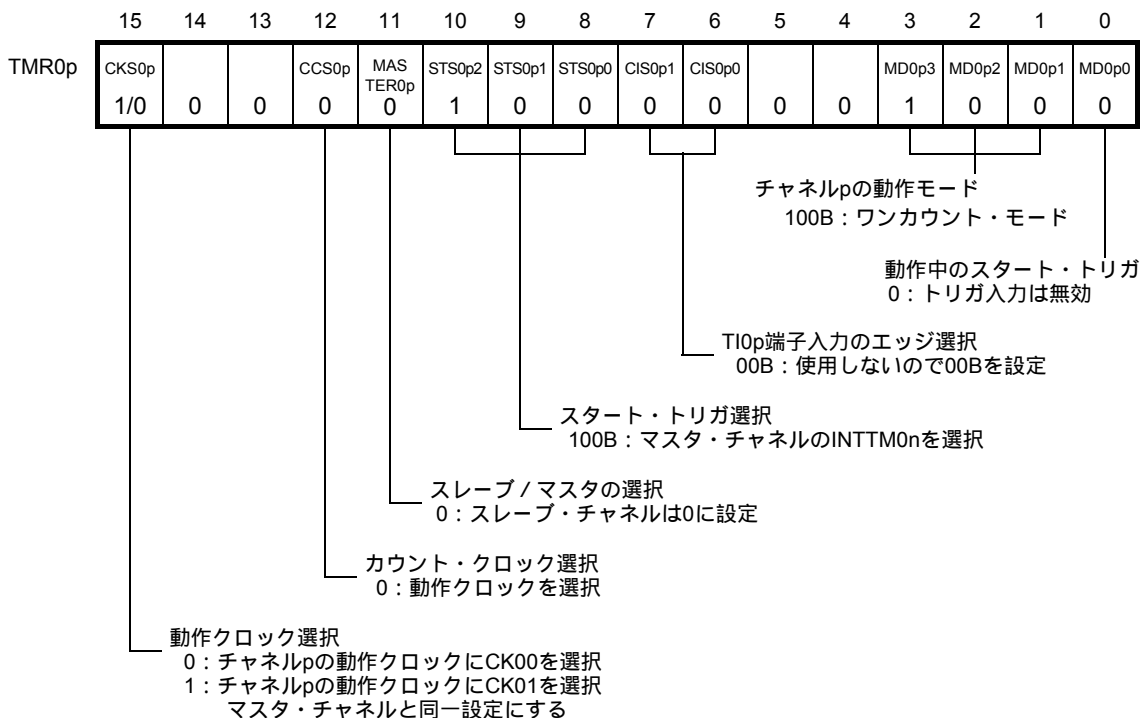 15 14 13 12 11 10 9 8 7 6 5 4 3 2 1 0
TMR0p CKS0p CCS0p MAS TER0p STS0p2 STS0p1 STS0p0 CIS0p1 CIS0p0 MD0p3 MD0p2 MD0p1 MD0p0
1/0 0 0 0 0 1 0 0 0 0 0 0 1 0 0 0
チャネルpの動作モード
100B：ワンカウント・モード
動作中のスタート・トリガ
0：トリガ入力は無効
TI0p端子入力のエッジ選択
00B：使用しないので00Bを設定
スタート・トリガ選択
100B：マスタ・チャネルのINTTM0nを選択
スレーブ／マスタの選択
0：スレーブ・チャネルは0に設定
カウント・クロック選択
0：動作クロックを選択
動作クロック選択
0：チャネルpの動作クロックにCK00を選択
1：チャネルpの動作クロックにCK01を選択
マスタ・チャネルと同一設定にする